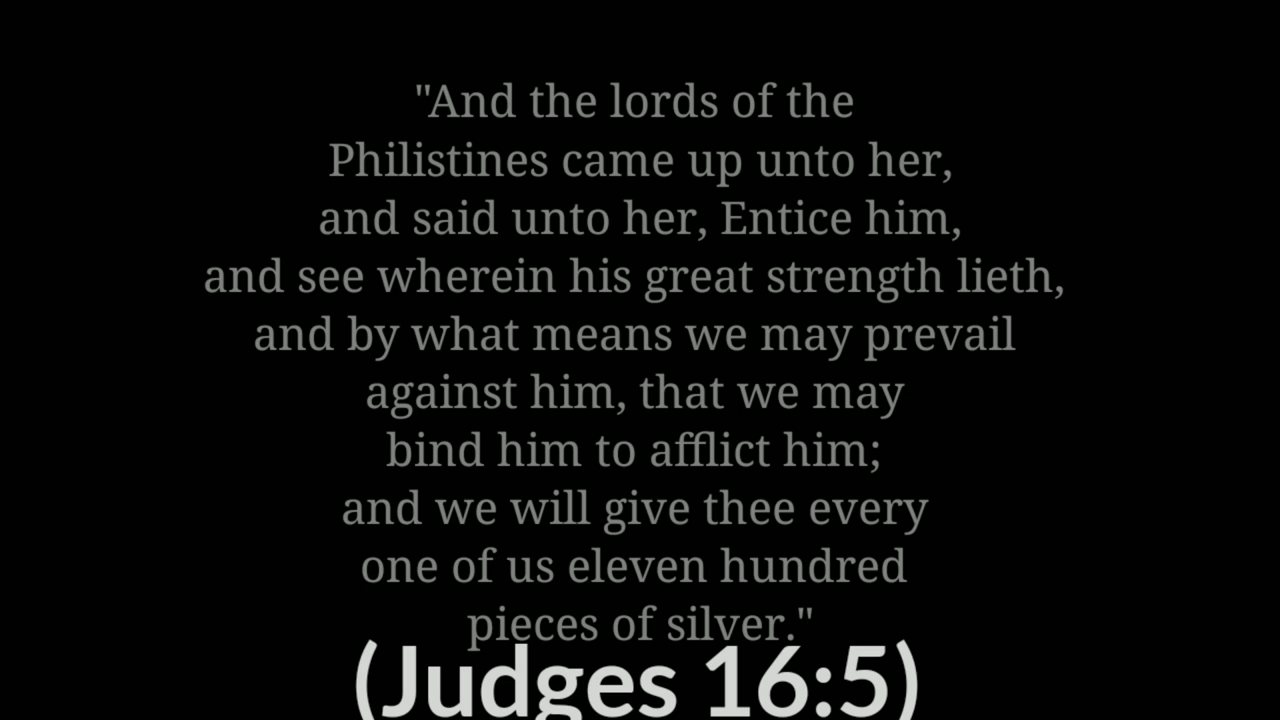 "And the lords of the
Philistines came up unto her,
and said unto her, Entice him,
and see wherein his great strength lieth,
and by what means we may prevail
against him, that we may
bind him to afflict him;
and we will give thee every
one of us eleven hundred
pieces of silver."
(Judges 16:5)